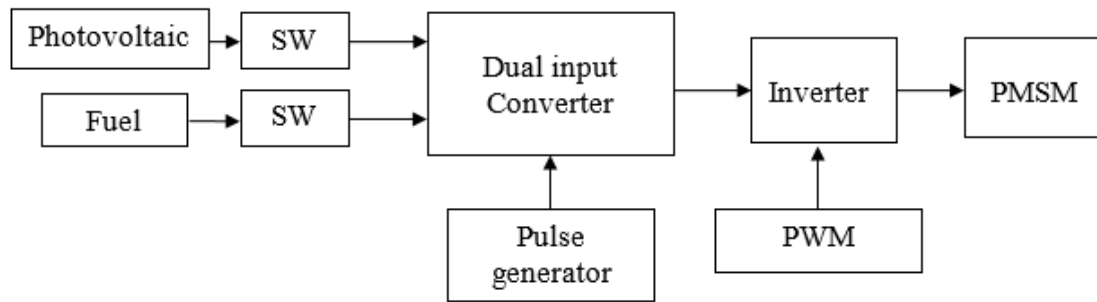 Photovoltaic
SW
Dual input
Converter
Inverter
PMSM
Fuel
SW
Pulse
generator
PWM